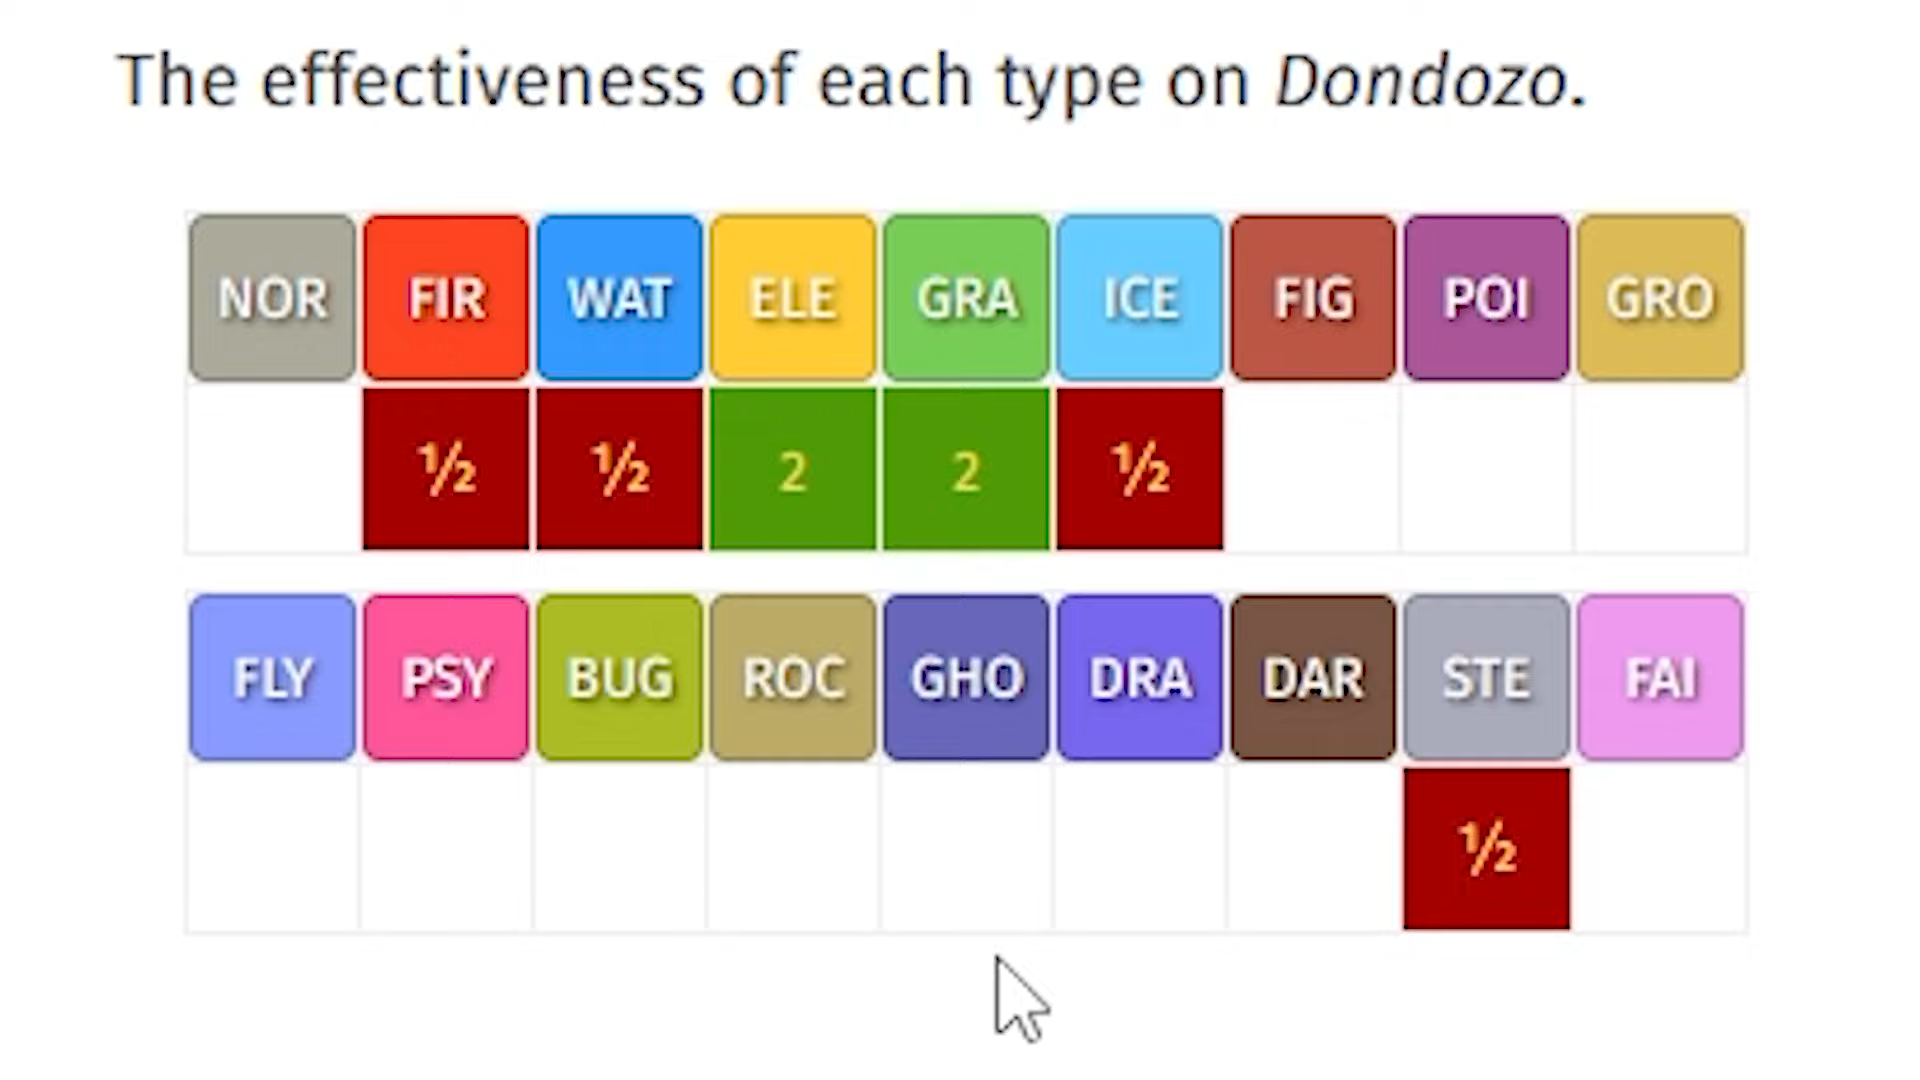 The effectiveness of each type on Dondozo.
NOR FIR WAT ELE GRA ICE FIG POI GRO
½ ½ 2 2 ½
FLY PSY BUG ROC GHO DRA DAR STE FAI
½